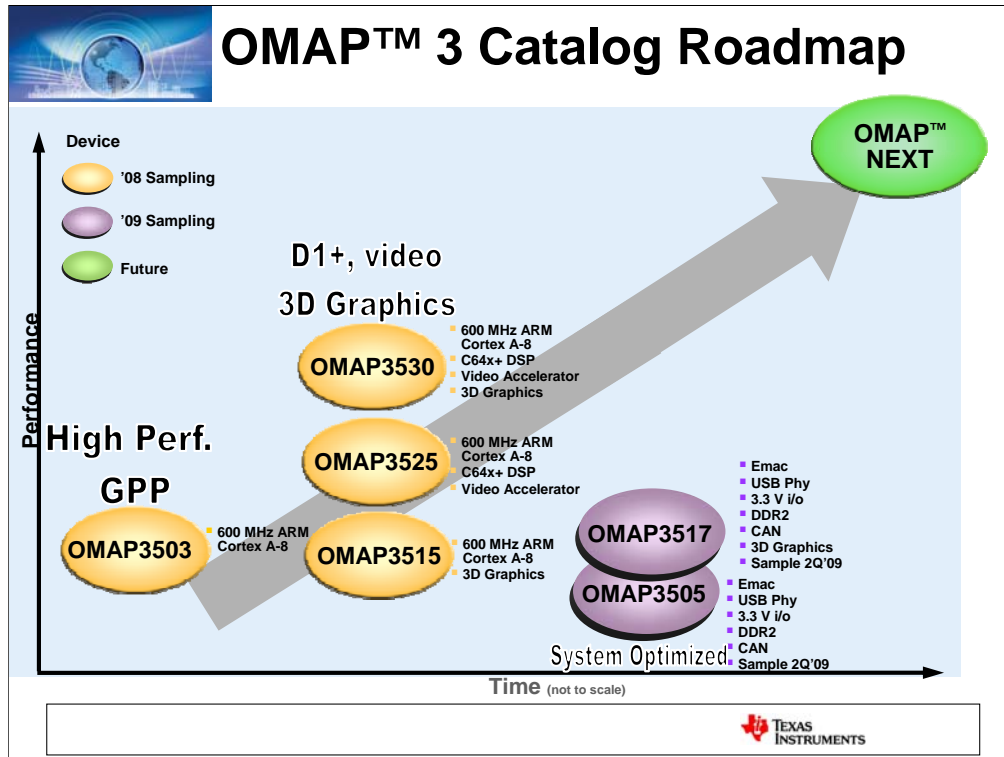 OMAP™ 3 Catalog Roadmap
OMAP™
NEXT
Device
'08 Sampling
'09 Sampling
Future
Performance
D1+, video
3D Graphics
OMAP3530
▪ 600 MHz ARM
Cortex A-8
▪ C64x+ DSP
▪ Video Accelerator
▪ 3D Graphics
High Perf.
GPP
OMAP3503
▪ 600 MHz ARM
Cortex A-8
OMAP3525
▪ 600 MHz ARM
Cortex A-8
▪ C64x+ DSP
▪ Video Accelerator
OMAP3515
▪ 600 MHz ARM
Cortex A-8
▪ 3D Graphics
OMAP3517
▪ Emac
▪ USB Phy
▪ 3.3 V i/o
▪ DDR2
▪ CAN
▪ 3D Graphics
▪ Sample 2Q'09
OMAP3505
▪ Emac
▪ USB Phy
▪ 3.3 V i/o
▪ DDR2
▪ CAN
▪ Sample 2Q'09
System Optimized
Time (not to scale)
TEXAS
INSTRUMENTS